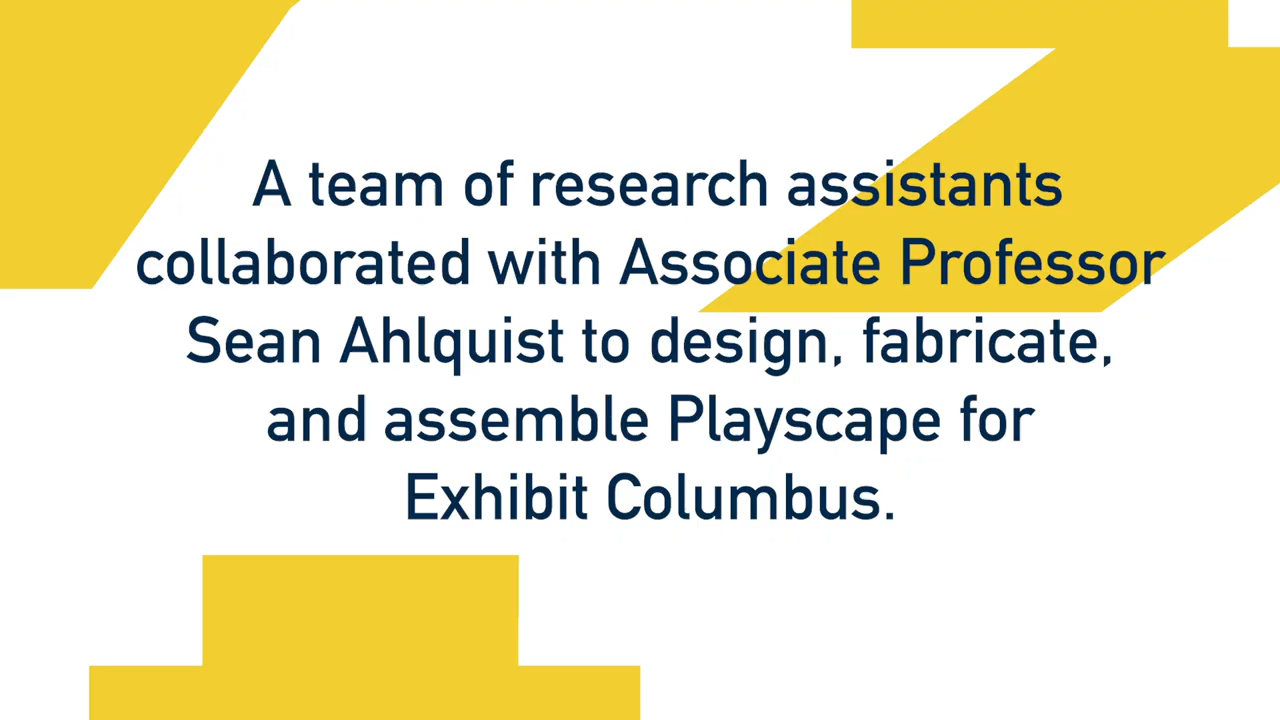 A team of research assistants
collaborated with Associate Professor
Sean Ahlquist to design, fabricate,
and assemble Playscape for
Exhibit Columbus.